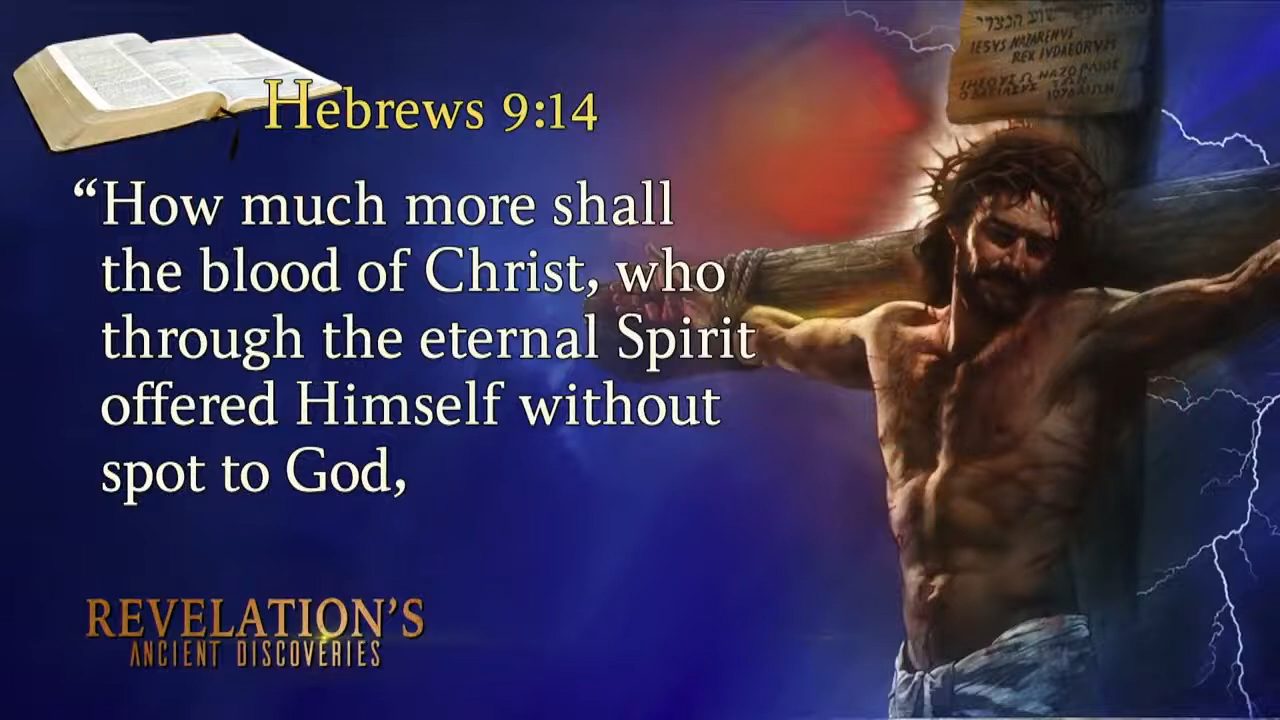 Hebrews 9:14
“How much more shall
the blood of Christ, who
through the eternal Spirit
offered Himself without
spot to God,
REVELATION'S
ANCIENT DISCOVERIES
IESVS NAZARENVS
REX IVDAEORVM